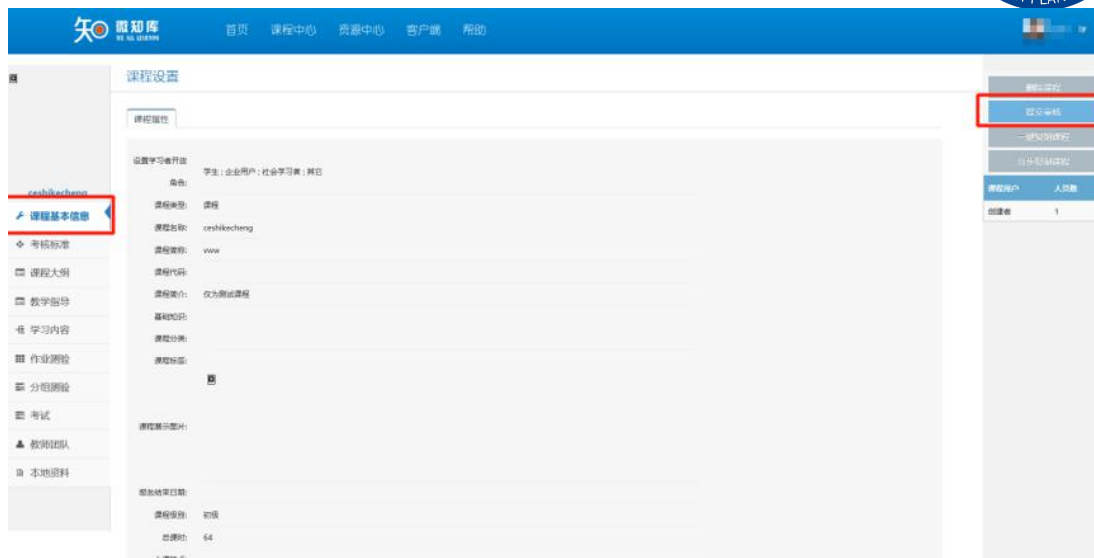 PLAN
知 微知库
首页 课程中心 资源中心 客户端 帮助
课程设置
删除课程
提交审核
课程属性
设置学习者开放角色: 学生;企业用户;社会学习者;其它
课程用户 人员数
创建者 1
ceshikecheng
课程基本信息
考核标准
课程大纲
教学指导
学习内容
作业测验
分组测验
考试
教师团队
本地资料
课程类型: 课程
课程名称: ceshikecheng
课程简称: vvww
课程代码:
课程简介: 仅为测试课程
基础知识:
课程分类:
课程标签:
课程展示图片:
报名结束日期:
课程级别: 初级
总课时: 64